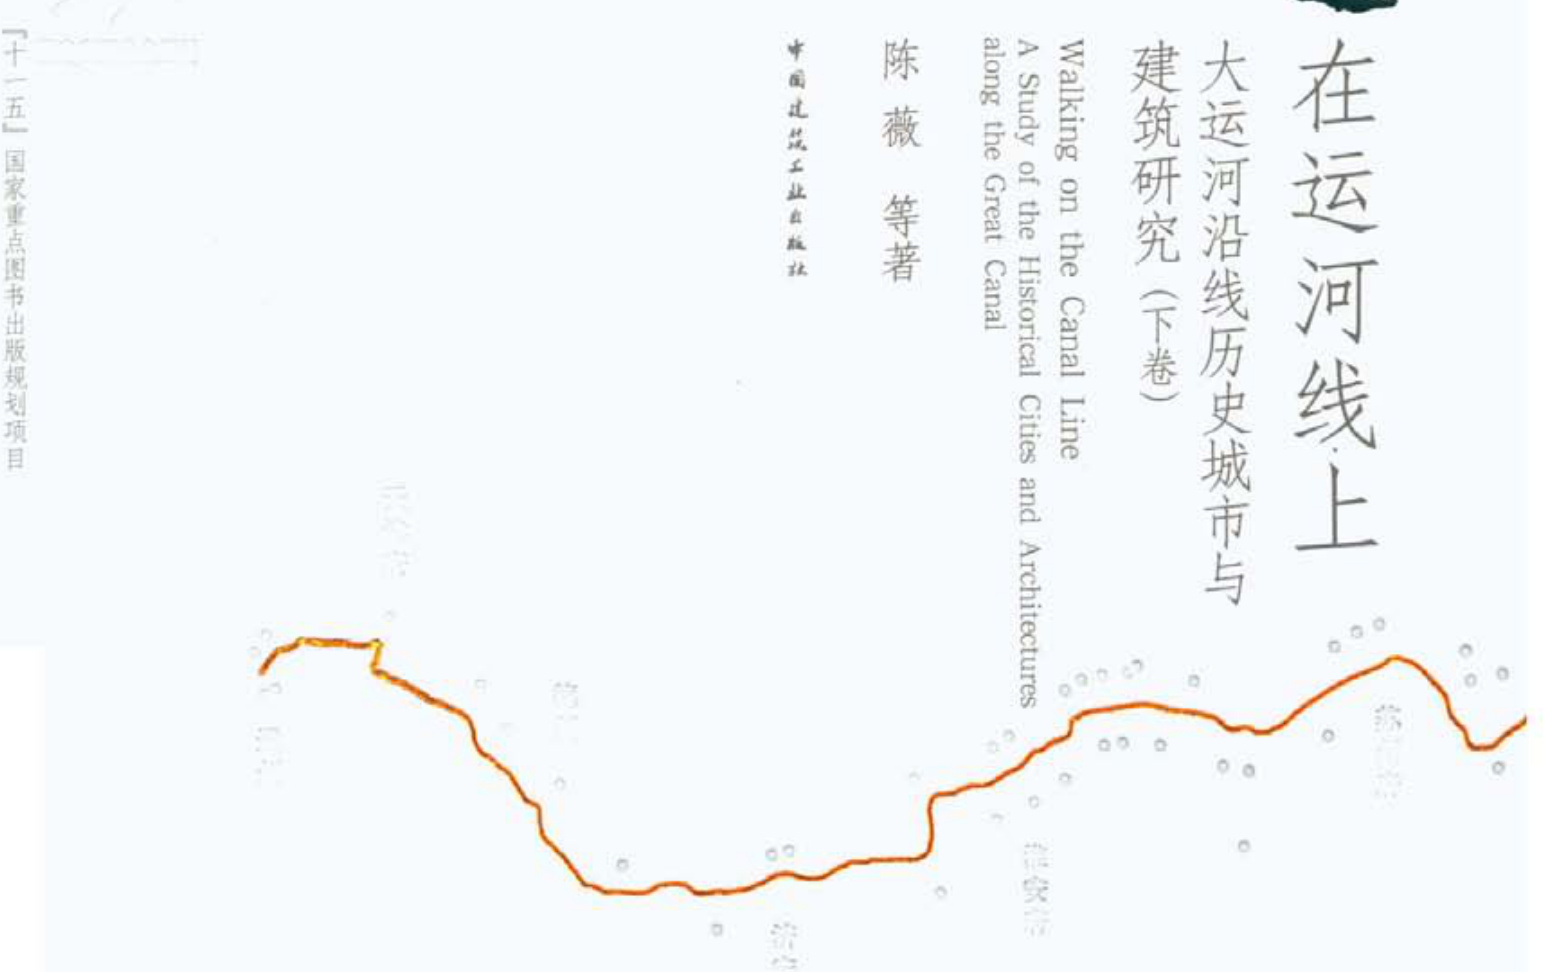 在运河线上
大运河沿线历史城市与
建筑研究（下卷）
Walking on the Canal Line
A Study of the Historical Cities and Architectures
along the Great Canal
陈薇 等著
中国建筑工业出版社
『十一五』国家重点图书出版规划项目